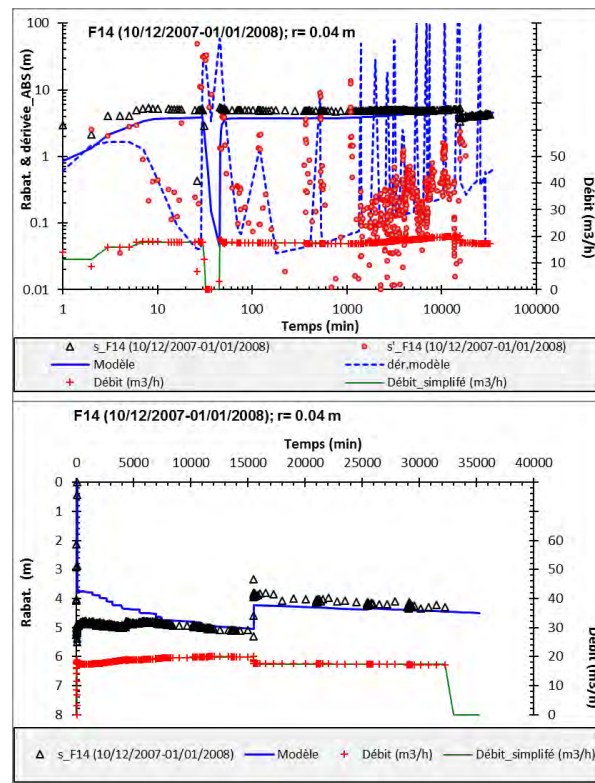 F14 (10/12/2007-01/01/2008); r= 0.04 m
Rabat. & dérivée_ABS (m)
100
10
1
0.1
0.01
1 10 100 1000 10000 100000
Temps (min)
50
40
30
20
10
0
Débit (m3/h)
s_F14 (10/12/2007-01/01/2008) s'_F14 (10/12/2007-01/01/2008)
Modèle dér.modèle
Débit (m3/h) Débit_simplifé (m3/h)
F14 (10/12/2007-01/01/2008); r= 0.04 m
Temps (min)
0 5000 10000 15000 20000 25000 30000 35000 40000
Rabat. (m)
0
1
2
3
4
5
6
7
8
60
50
40
30
20
10
0
Débit (m3/h)
s_F14 (10/12/2007-01/01/2008) Modèle Débit (m3/h) Débit_simplifé (m3/h)